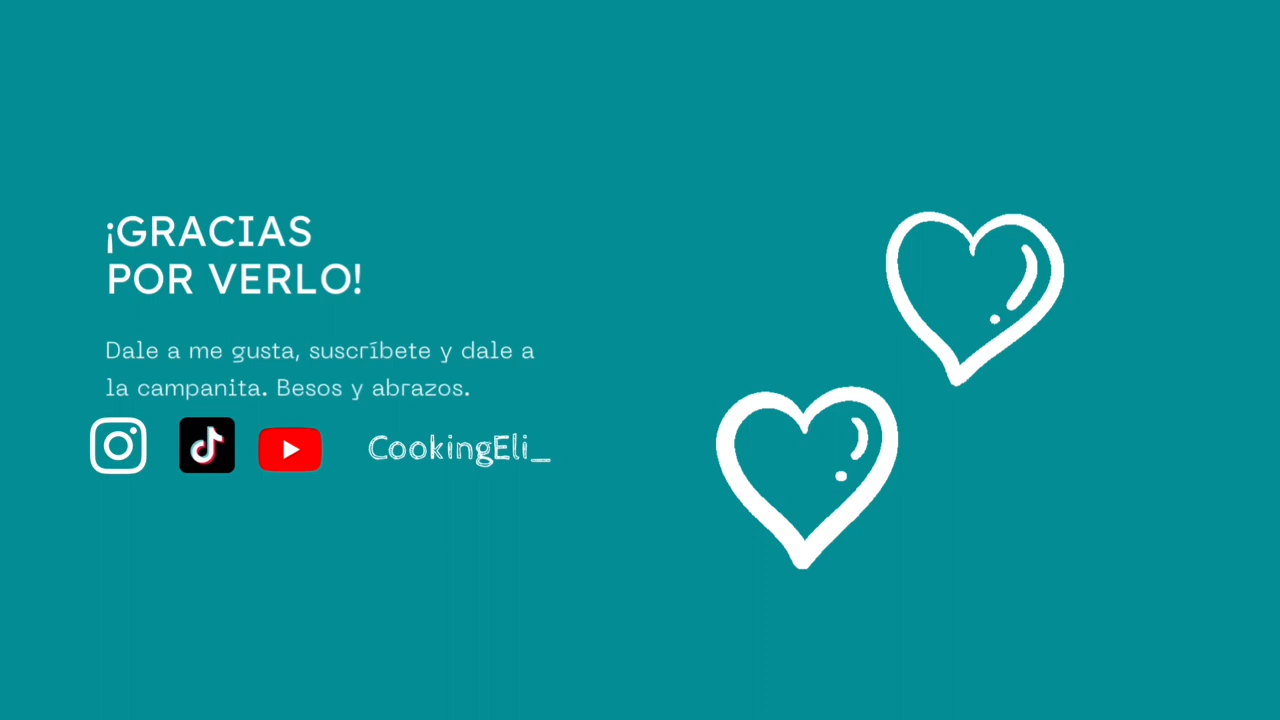 ¡GRACIAS
POR VERLO!
Dale a me gusta, suscríbete y dale a
la campanita. Besos y abrazos.
CookingEli_